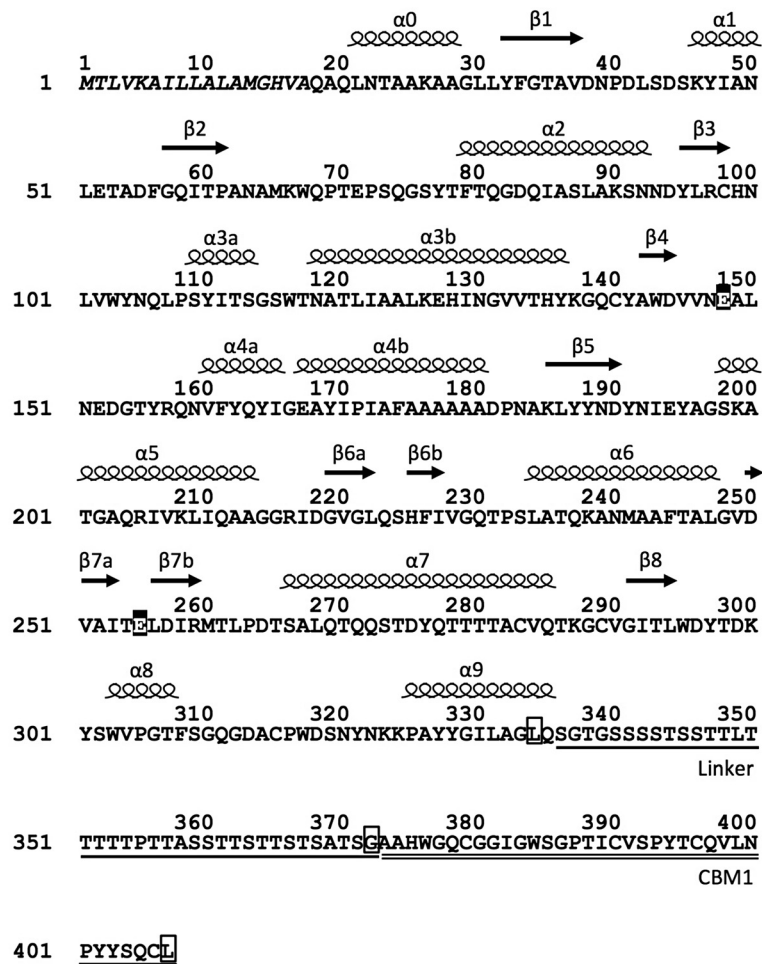 α0 β1 α1
1 10 20 30 40 50
1 MTLVKAILLALAMGHVAQAQLNTAAKAAGLLYFGTAVDNPDLSDSKYIAN
β2 α2 β3
60 70 80 90 100
51 LETADFGQITPANAMKWQPTEPSQGSYTFTQGDQIASLAKSNNDYLRCHN
α3a α3b β4
110 120 130 140 150
101 LVWYNQLPSYITSGSWTNATLIAALKEHINGVVTHYKGQCYAWDVVNEAL
α4a α4b β5
160 170 180 190 200
151 NEDGTYRQNVFYQYIGEAYIPIAFAAAAAADPNAKLYYNDYNIEYAGSKA
α5 β6a β6b α6
210 220 230 240 250
201 TGAQRIVKLIQAAGGRIDGVGLQSHFIVGQTPSLATQKANMAAFTALGVD
β7a β7b α7 β8
260 270 280 290 300
251 VAITELDIRMTLPDTSALQTQQSTDYQTTTTACVQTKGCVGITLWDYTDK
α8 α9
310 320 330 340 350
301 YSWVPGTFSGQGDACPWDSNYNKKPAYYGILAGLQSGTGSSSSTSSTTLT
Linker
360 370 380 390 400
351 TTTTPTTASSTTSTTSTSATSGAAHWGQCGGIGWSGPTICVSPYTCQVLN
CBM1
401 PYYSQCL